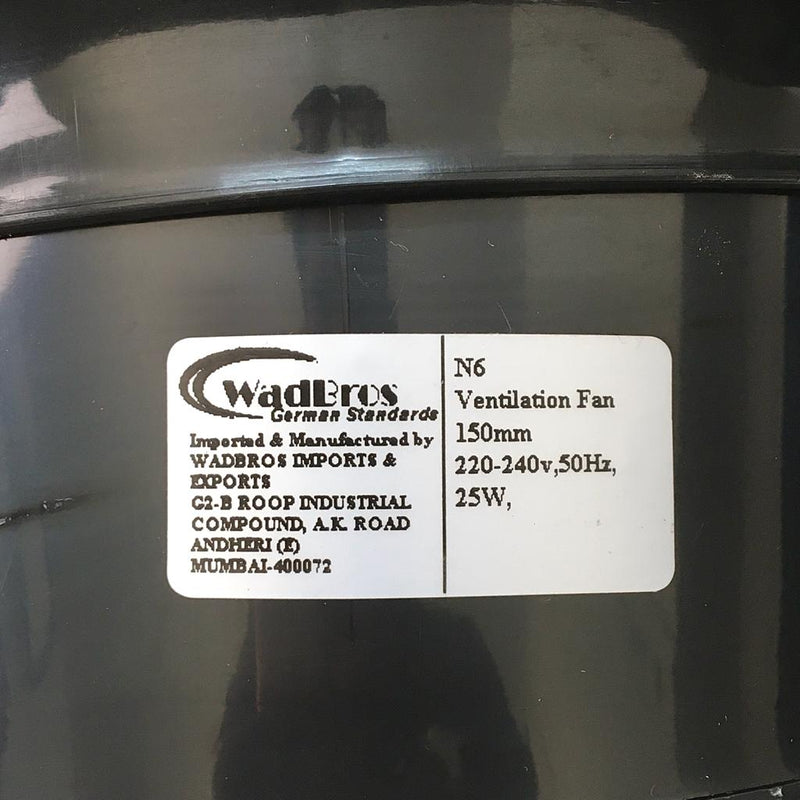 WadBros
German Standards
Imported & Manufactured by
WADBROS IMPORTS &
EXPORTS
G2-B ROOP INDUSTRIAL
COMPOUND, A.K. ROAD
ANDHERI (E)
MUMBAI-400072
N6
Ventilation Fan
150mm
220-240v,50Hz,
25W,